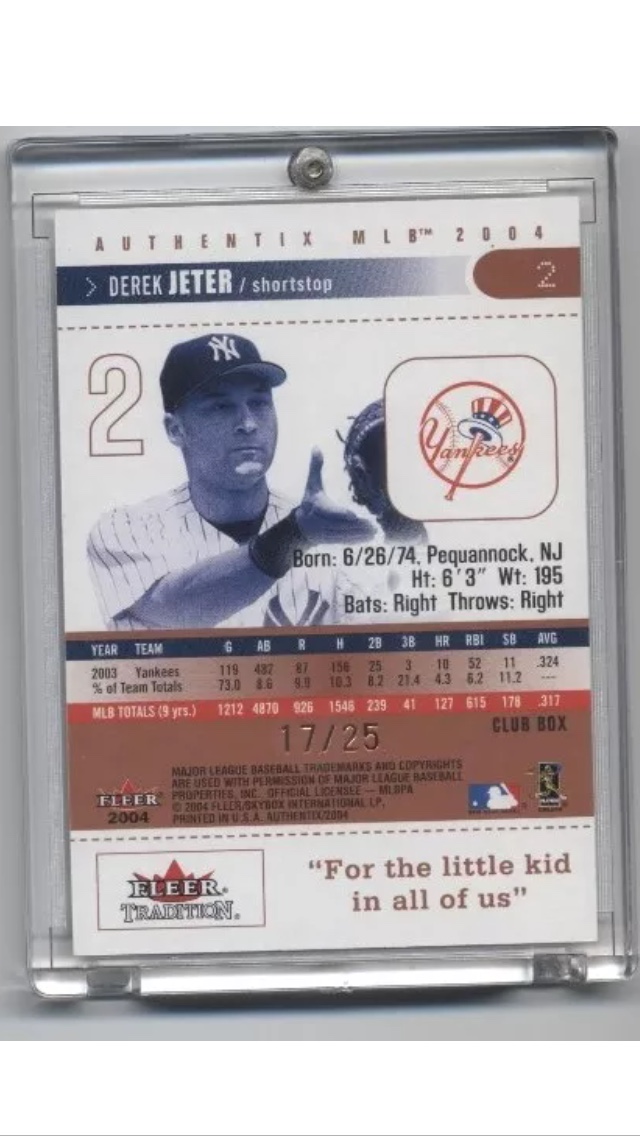 AUTHENTIX MLB™ 2004
> DEREK JETER / shortstop
2
2
NY
Yankees
Born: 6/26/74, Pequannock, NJ
Ht: 6'3" Wt: 195
Bats: Right Throws: Right
YEAR TEAM G AB R H 2B 3B HR RBI SB AVG
2003 Yankees 119 482 87 156 25 3 10 52 11 .324
% of Team Totals 73.0 8.6 9.9 10.3 8.2 21.4 4.3 6.2 11.2 ---
MLB TOTALS (9 yrs.) 1212 4870 926 1546 239 41 127 615 178 .317
17/25
CLUB BOX
MAJOR LEAGUE BASEBALL TRADEMARKS AND COPYRIGHTS
ARE USED WITH PERMISSION OF MAJOR LEAGUE BASEBALL
PROPERTIES, INC. OFFICIAL LICENSEE — MLBPA
© 2004 FLEER/SKYBOX INTERNATIONAL LP.
PRINTED IN U.S.A. AUTHENTIX/2004
FLEER
2004
FLEER®
TRADITION®
"For the little kid
in all of us"